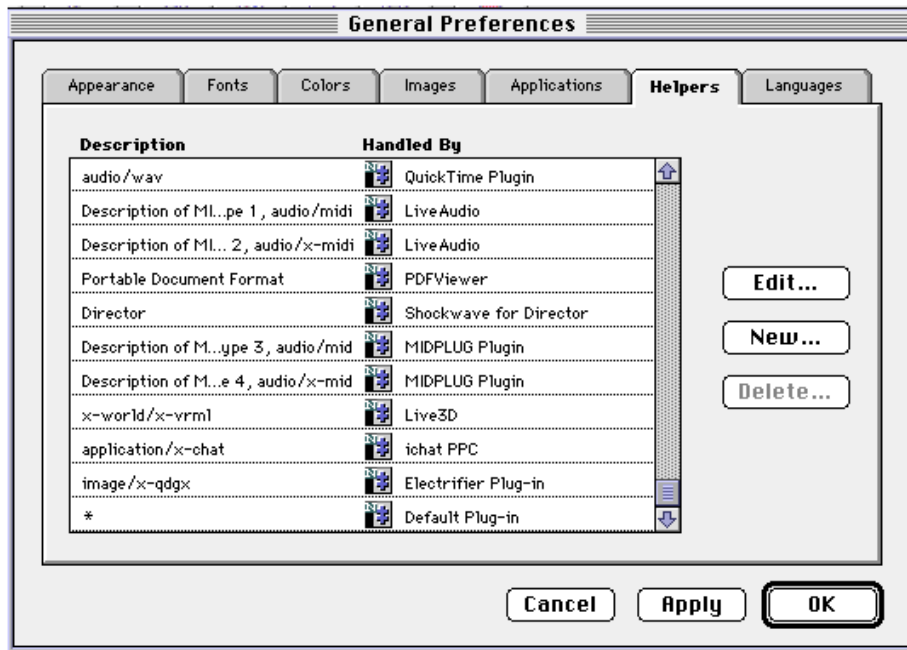 General Preferences
Appearance Fonts Colors Images Applications Helpers Languages
Description Handled By
audio/wav QuickTime Plugin
Description of MI...pe 1, audio/midi LiveAudio
Description of MI... 2, audio/x-midi LiveAudio
Portable Document Format PDFViewer
Director Shockwave for Director
Description of M...ype 3, audio/mid MIDPLUG Plugin
Description of M...e 4, audio/x-mid MIDPLUG Plugin
x-world/x-vrml Live3D
application/x-chat ichat PPC
image/x-qdgx Electrifier Plug-in
* Default Plug-in
Edit...
New...
Delete...
Cancel Apply OK